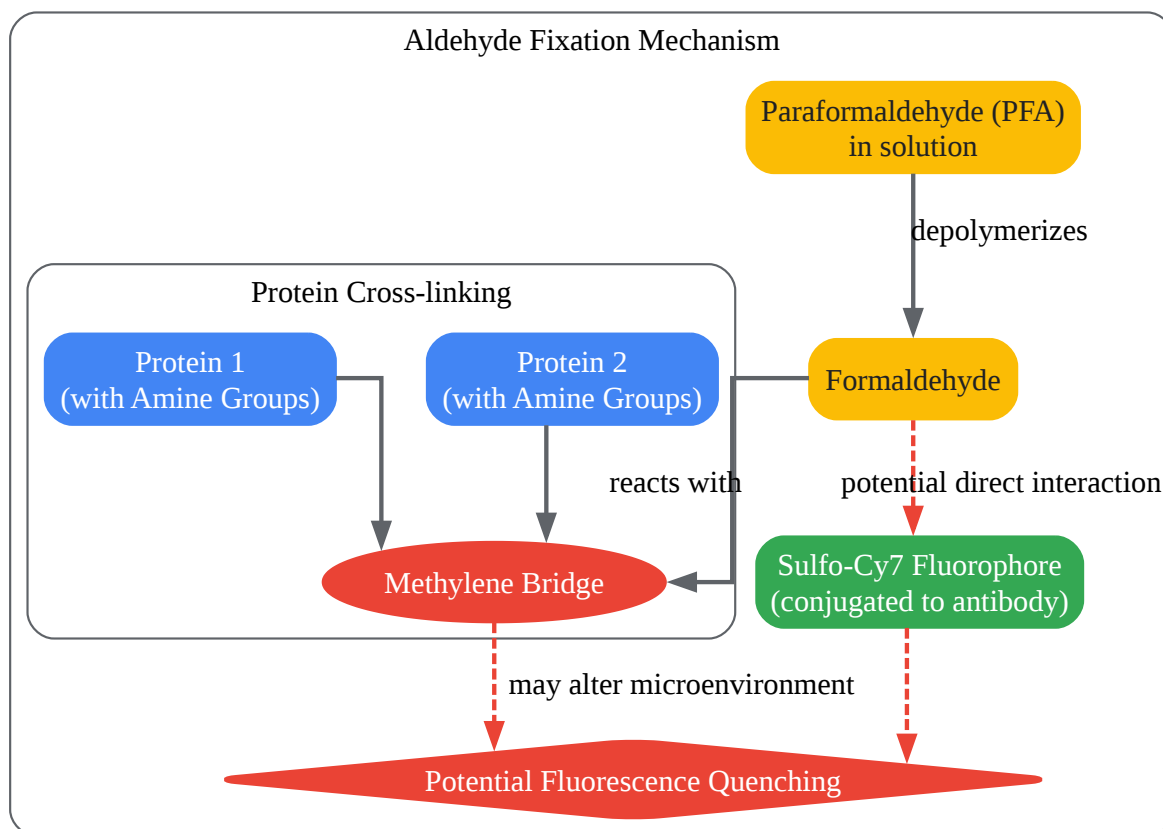 Aldehyde Fixation Mechanism
Paraformaldehyde (PFA)
in solution
depolymerizes
Protein Cross-linking
Protein 1
(with Amine Groups)
Protein 2
(with Amine Groups)
Formaldehyde
reacts with
potential direct interaction
Methylene Bridge
Sulfo-Cy7 Fluorophore
(conjugated to antibody)
may alter microenvironment
Potential Fluorescence Quenching